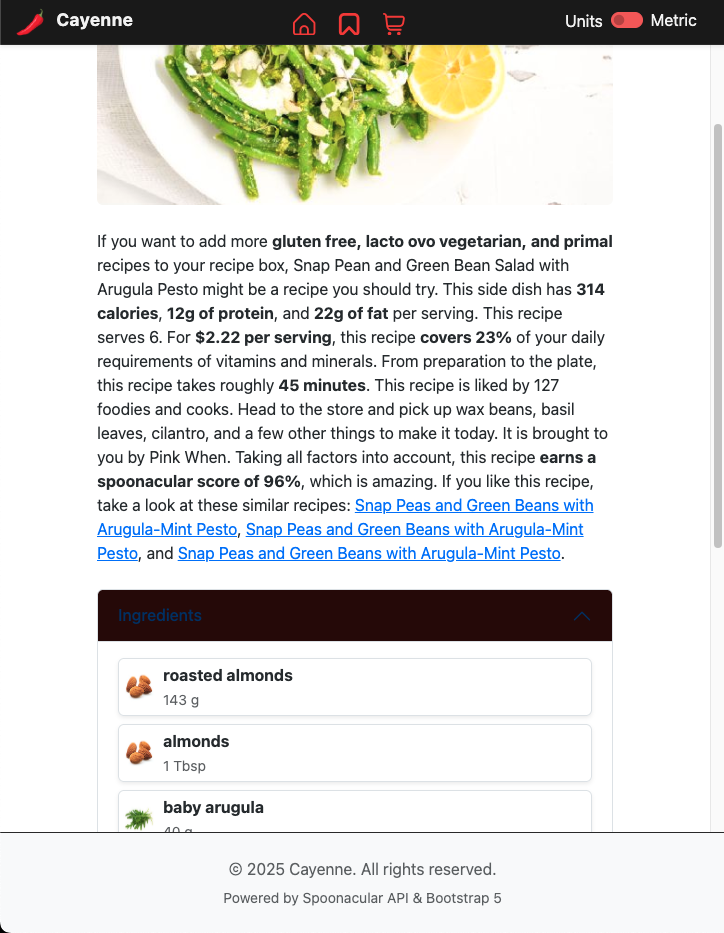 Cayenne
Units Metric
If you want to add more gluten free, lacto ovo vegetarian, and primal
recipes to your recipe box, Snap Pean and Green Bean Salad with
Arugula Pesto might be a recipe you should try. This side dish has 314
calories, 12g of protein, and 22g of fat per serving. This recipe
serves 6. For $2.22 per serving, this recipe covers 23% of your daily
requirements of vitamins and minerals. From preparation to the plate,
this recipe takes roughly 45 minutes. This recipe is liked by 127
foodies and cooks. Head to the store and pick up wax beans, basil
leaves, cilantro, and a few other things to make it today. It is brought to
you by Pink When. Taking all factors into account, this recipe earns a
spoonacular score of 96%, which is amazing. If you like this recipe,
take a look at these similar recipes: Snap Peas and Green Beans with
Arugula-Mint Pesto, Snap Peas and Green Beans with Arugula-Mint
Pesto, and Snap Peas and Green Beans with Arugula-Mint Pesto.
Ingredients
roasted almonds
143 g
almonds
1 Tbsp
baby arugula
40 g
© 2025 Cayenne. All rights reserved.
Powered by Spoonacular API & Bootstrap 5